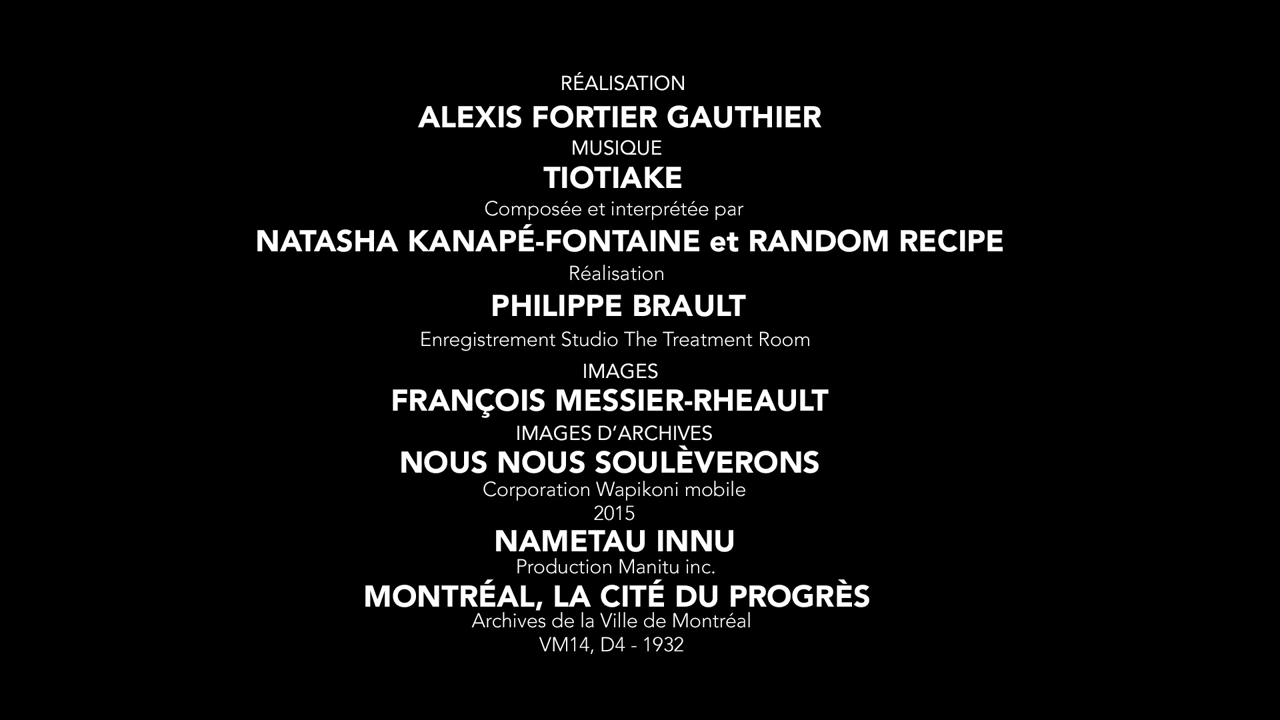 RÉALISATION
ALEXIS FORTIER GAUTHIER
MUSIQUE
TIOTIAKE
Composée et interprétée par
NATASHA KANAPÉ-FONTAINE et RANDOM RECIPE
Réalisation
PHILIPPE BRAULT
Enregistrement Studio The Treatment Room
IMAGES
FRANÇOIS MESSIER-RHEAULT
IMAGES D’ARCHIVES
NOUS NOUS SOULÈVERONS
Corporation Wapikoni mobile
2015
NAMETAU INNU
Production Manitu inc.
MONTRÉAL, LA CITÉ DU PROGRÈS
Archives de la Ville de Montréal
VM14, D4 - 1932